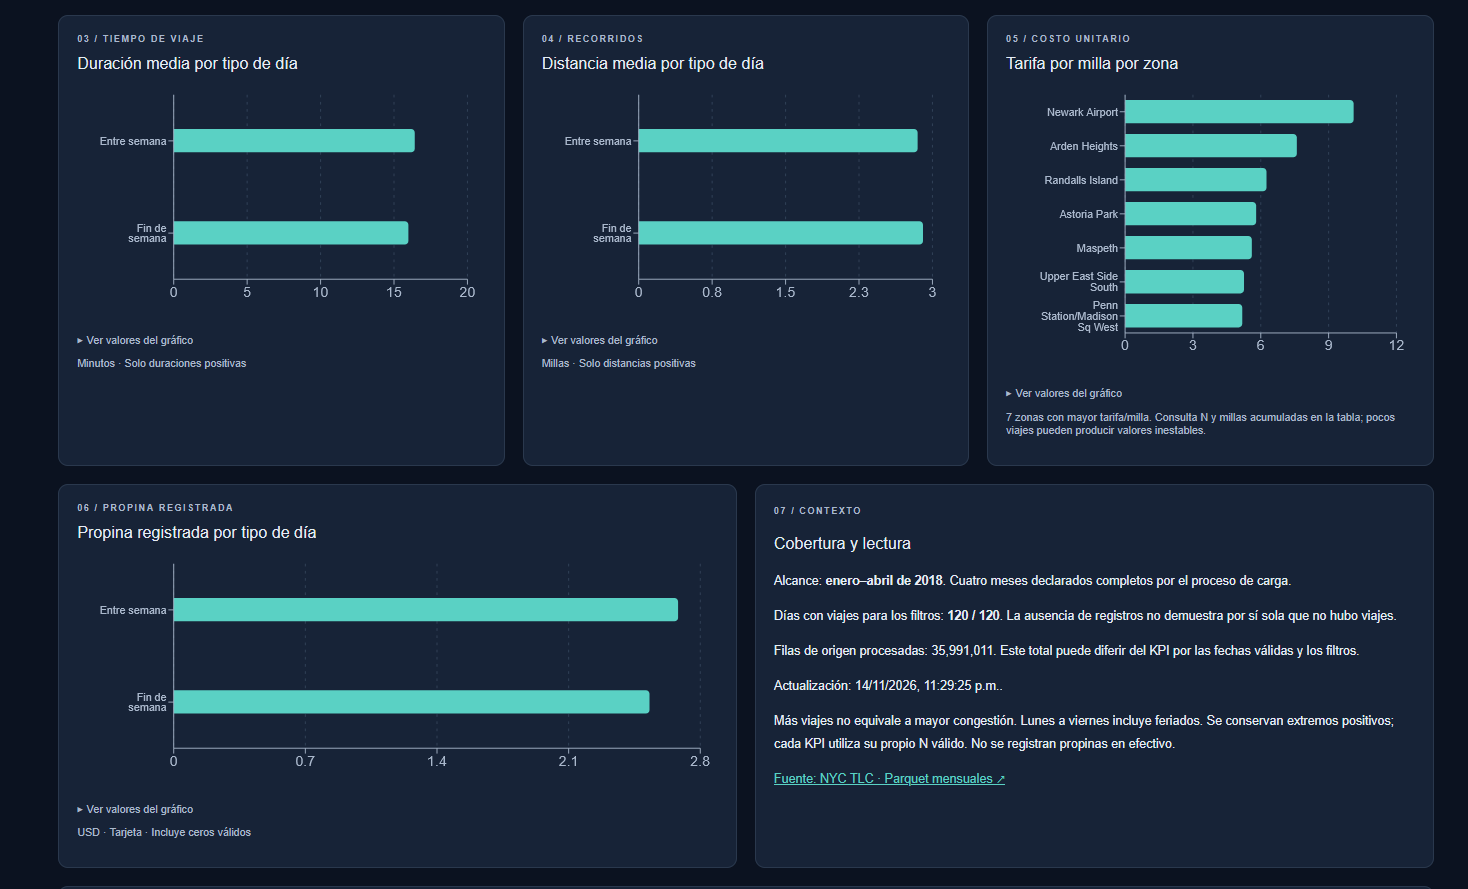 03 / TIEMPO DE VIAJE
Duración media por tipo de día
Entre semana
Fin de
semana
0 5 10 15 20
▸ Ver valores del gráfico
Minutos · Solo duraciones positivas
04 / RECORRIDOS
Distancia media por tipo de día
Entre semana
Fin de
semana
0 0.8 1.5 2.3 3
▸ Ver valores del gráfico
Millas · Solo distancias positivas
05 / COSTO UNITARIO
Tarifa por milla por zona
Newark Airport
Arden Heights
Randalls Island
Astoria Park
Maspeth
Upper East Side
South
Penn
Station/Madison
Sq West
0 3 6 9 12
▸ Ver valores del gráfico
7 zonas con mayor tarifa/milla. Consulta N y millas acumuladas en la tabla; pocos
viajes pueden producir valores inestables.
06 / PROPINA REGISTRADA
Propina registrada por tipo de día
Entre semana
Fin de
semana
0 0.7 1.4 2.1 2.8
▸ Ver valores del gráfico
USD · Tarjeta · Incluye ceros válidos
07 / CONTEXTO
Cobertura y lectura
Alcance: enero–abril de 2018. Cuatro meses declarados completos por el proceso de carga.
Días con viajes para los filtros: 120 / 120. La ausencia de registros no demuestra por sí sola que no hubo viajes.
Filas de origen procesadas: 35,991,011. Este total puede diferir del KPI por las fechas válidas y los filtros.
Actualización: 14/11/2026, 11:29:25 p.m..
Más viajes no equivale a mayor congestión. Lunes a viernes incluye feriados. Se conservan extremos positivos;
cada KPI utiliza su propio N válido. No se registran propinas en efectivo.
Fuente: NYC TLC · Parquet mensuales ↗